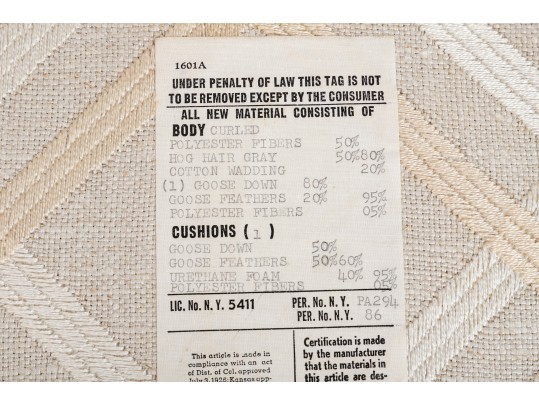 1601A
UNDER PENALTY OF LAW THIS TAG IS NOT
TO BE REMOVED EXCEPT BY THE CONSUMER
ALL NEW MATERIAL CONSISTING OF
BODY CURLED
POLYESTER FIBERS 50%
HOG HAIR GRAY 50%80%
COTTON WADDING 20%
(1) GOOSE DOWN 80%
GOOSE FEATHERS 20% 95%
POLYESTER FIBERS 05%
CUSHIONS (1)
GOOSE DOWN 50%
GOOSE FEATHERS 50%60%
URETHANE FOAM 40% 95%
POLYESTER FIBERS 05%
LIC. No. N. Y. 5411 PER. No. N. Y. PA294
PER. No. N.Y. 86
This article is made in
compliance with an act
of Dist. of Col. approved
July 3, 1926; Kansas app-
Certification is made
by the manufacturer
that the materials in
this article are des-